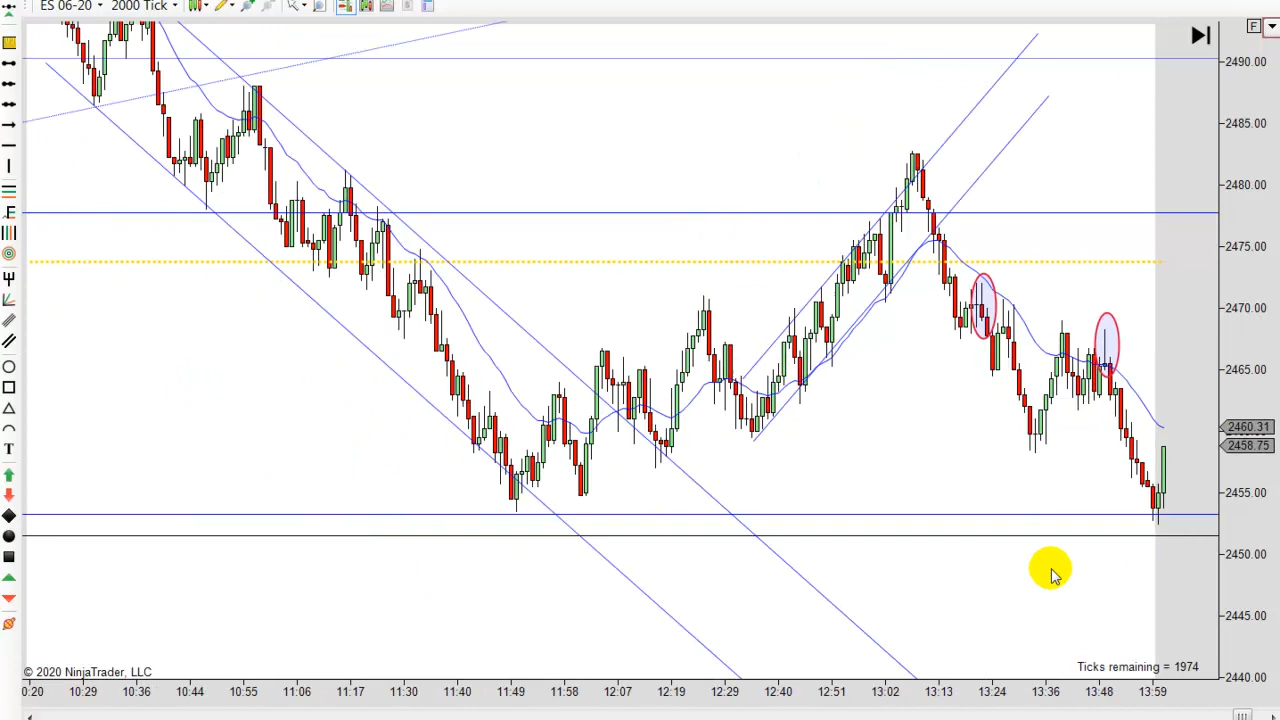 ES 06-20 2000 Tick
F
2490.00
2485.00
2480.00
2475.00
2470.00
2465.00
2460.31
2458.75
2455.00
2450.00
2445.00
2440.00
T
© 2020 NinjaTrader, LLC
Ticks remaining = 1974
0:20 10:29 10:36 10:44 10:55 11:06 11:17 11:30 11:40 11:49 11:58 12:07 12:19 12:29 12:40 12:51 13:02 13:13 13:24 13:36 13:48 13:59